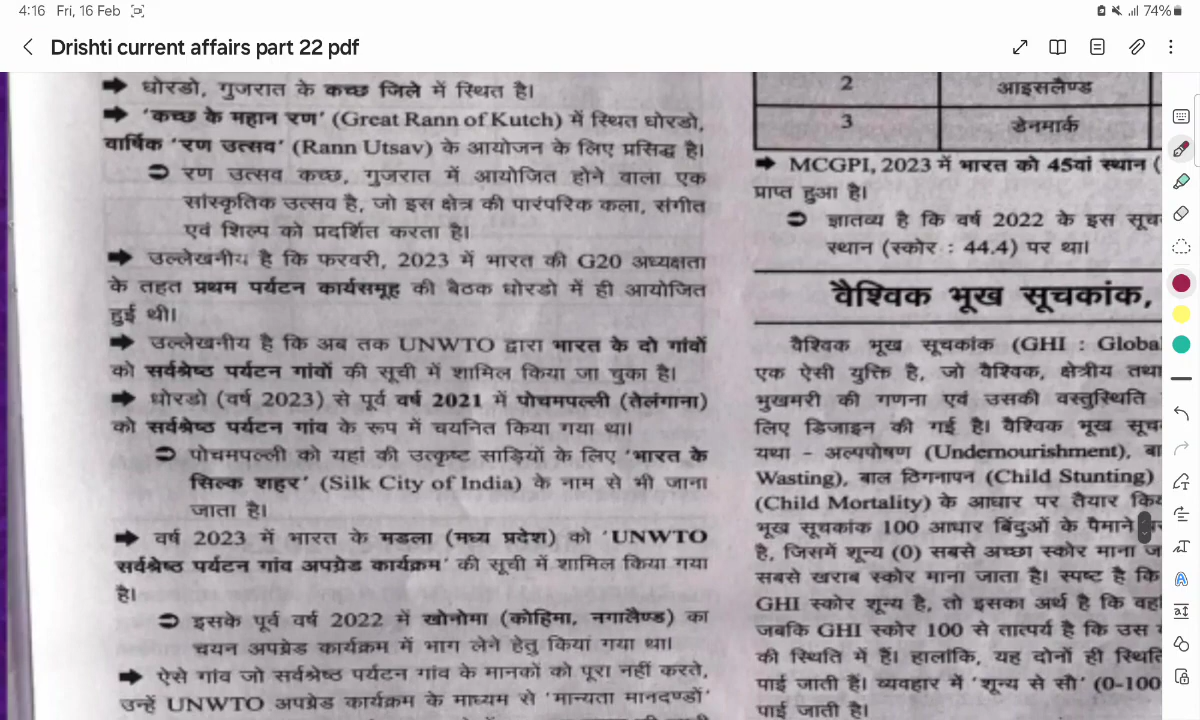 4:16 Fri, 16 Feb
74%
Drishti current affairs part 22 pdf
➡ धोरडो, गुजरात के कच्छ जिले में स्थित है।
➡ 'कच्छ के महान रण' (Great Rann of Kutch) में स्थित धोरडो,
वार्षिक 'रण उत्सव' (Rann Utsav) के आयोजन के लिए प्रसिद्ध है।
➲ रण उत्सव कच्छ, गुजरात में आयोजित होने वाला एक
सांस्कृतिक उत्सव है, जो इस क्षेत्र की पारंपरिक कला, संगीत
एवं शिल्प को प्रदर्शित करता है।
➡ उल्लेखनीय है कि फरवरी, 2023 में भारत की G20 अध्यक्षता
के तहत प्रथम पर्यटन कार्यसमूह की बैठक धोरडो में ही आयोजित
हुई थी।
➡ उल्लेखनीय है कि अब तक UNWTO द्वारा भारत के दो गांवों
को सर्वश्रेष्ठ पर्यटन गांवों की सूची में शामिल किया जा चुका है।
➡ धोरडो (वर्ष 2023) से पूर्व वर्ष 2021 में पोचमपल्ली (तेलंगाना)
को सर्वश्रेष्ठ पर्यटन गांव के रूप में चयनित किया गया था।
➲ पोचमपल्ली को यहां की उत्कृष्ट साड़ियों के लिए 'भारत के
सिल्क शहर' (Silk City of India) के नाम से भी जाना
जाता है।
➡ वर्ष 2023 में भारत के मडला (मध्य प्रदेश) को 'UNWTO
सर्वश्रेष्ठ पर्यटन गांव अपग्रेड कार्यक्रम' की सूची में शामिल किया गया
है।
➲ इसके पूर्व वर्ष 2022 में खोनोमा (कोहिमा, नगालैण्ड) का
चयन अपग्रेड कार्यक्रम में भाग लेने हेतु किया गया था।
➡ ऐसे गांव जो सर्वश्रेष्ठ पर्यटन गांव के मानकों को पूरा नहीं करते,
उन्हें UNWTO अपग्रेड कार्यक्रम के माध्यम से 'मान्यता मानदण्डों'
2 आइसलैण्ड
3 डेनमार्क
➡ MCGPI, 2023 में भारत को 45वां स्थान (
प्राप्त हुआ है।
➲ ज्ञातव्य है कि वर्ष 2022 के इस सूच
स्थान (स्कोर : 44.4) पर था।
वैश्विक भूख सूचकांक,
वैश्विक भूख सूचकांक (GHI : Global
एक ऐसी युक्ति है, जो वैश्विक, क्षेत्रीय तथा
भुखमरी की गणना एवं उसकी वस्तुस्थिति
लिए डिजाइन की गई है। वैश्विक भूख सूच
यथा - अल्पपोषण (Undernourishment), बा
Wasting), बाल ठिगनापन (Child Stunting)
(Child Mortality) के आधार पर तैयार किय
भूख सूचकांक 100 आधार बिंदुओं के पैमाने
है, जिसमें शून्य (0) सबसे अच्छा स्कोर माना ज
सबसे खराब स्कोर माना जाता है। स्पष्ट है कि
GHI स्कोर शून्य है, तो इसका अर्थ है कि वहां
जबकि GHI स्कोर 100 से तात्पर्य है कि उस
की स्थिति में हैं। हालांकि, यह दोनों ही स्थिति
पाई जाती हैं। व्यवहार में 'शून्य से सौ' (0-100
पाई जाती है।